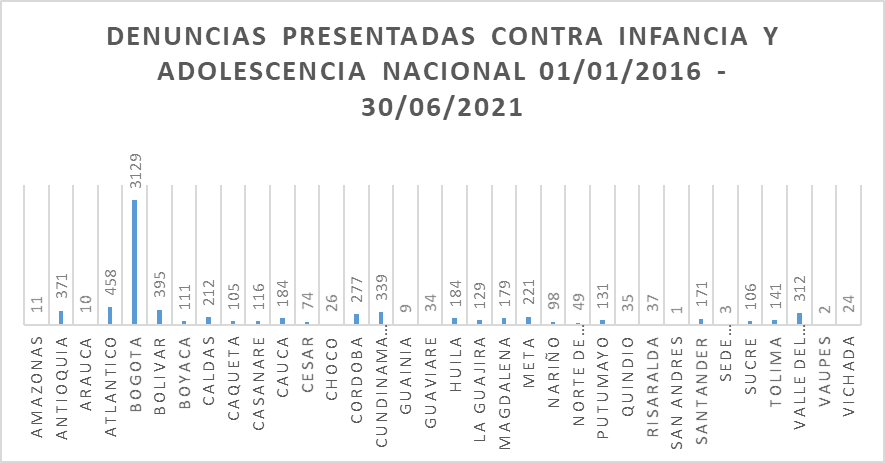 DENUNCIAS PRESENTADAS CONTRA INFANCIA Y
ADOLESCENCIA NACIONAL 01/01/2016 -
30/06/2021
11
371
10
458
3129
395
111
212
105
116
184
74
26
277
339
9
34
184
129
179
221
98
49
131
35
37
1
171
3
106
141
312
2
24
AMAZONAS
ANTIOQUIA
ARAUCA
ATLANTICO
BOGOTA
BOLIVAR
BOYACA
CALDAS
CAQUETA
CASANARE
CAUCA
CESAR
CHOCO
CORDOBA
CUNDINAMA…
GUAINIA
GUAVIARE
HUILA
LA GUAJIRA
MAGDALENA
META
NARIÑO
NORTE DE…
PUTUMAYO
QUINDIO
RISARALDA
SAN ANDRES
SANTANDER
SEDE…
SUCRE
TOLIMA
VALLE DEL…
VAUPES
VICHADA